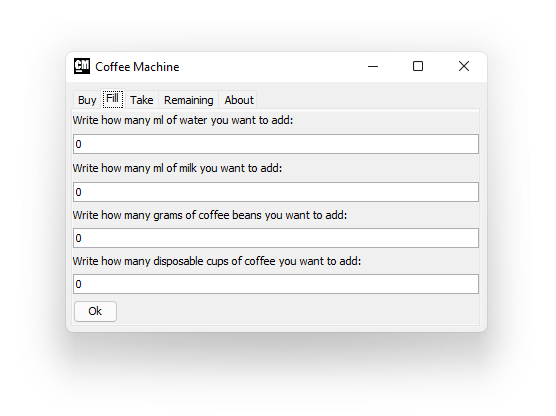 CM Coffee Machine
Buy Fill Take Remaining About
Write how many ml of water you want to add:
0
Write how many ml of milk you want to add:
0
Write how many grams of coffee beans you want to add:
0
Write how many disposable cups of coffee you want to add:
0
Ok